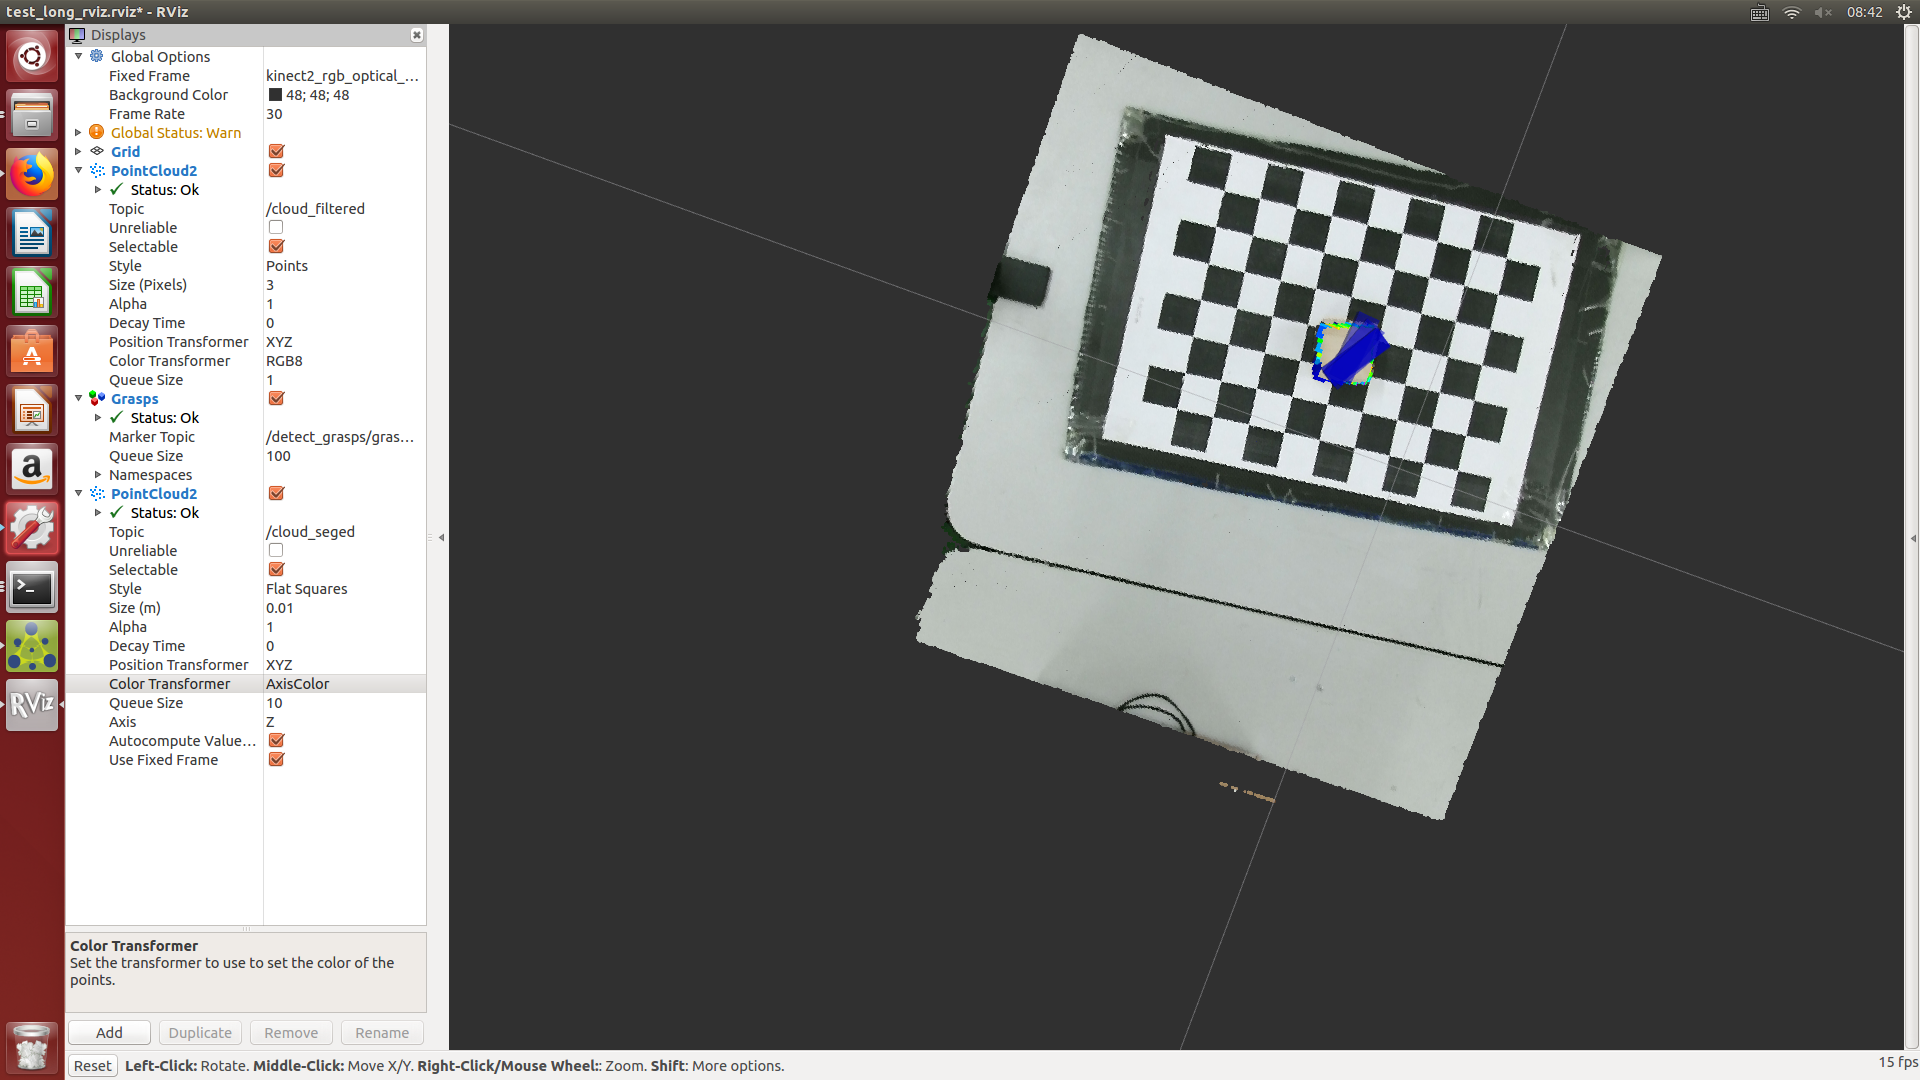 test_long_rviz.rviz* - RViz
08:42
Displays
Global Options
Fixed Frame kinect2_rgb_optical_...
Background Color 48; 48; 48
Frame Rate 30
Global Status: Warn
Grid
PointCloud2
Status: Ok
Topic /cloud_filtered
Unreliable
Selectable
Style Points
Size (Pixels) 3
Alpha 1
Decay Time 0
Position Transformer XYZ
Color Transformer RGB8
Queue Size 1
Grasps
Status: Ok
Marker Topic /detect_grasps/gras...
Queue Size 100
Namespaces
PointCloud2
Status: Ok
Topic /cloud_seged
Unreliable
Selectable
Style Flat Squares
Size (m) 0.01
Alpha 1
Decay Time 0
Position Transformer XYZ
Color Transformer AxisColor
Queue Size 10
Axis Z
Autocompute Value...
Use Fixed Frame
RViz
Color Transformer
Set the transformer to use to set the color of the
points.
Add Duplicate Remove Rename
Reset Left-Click: Rotate. Middle-Click: Move X/Y. Right-Click/Mouse Wheel:: Zoom. Shift: More options. 15 fps